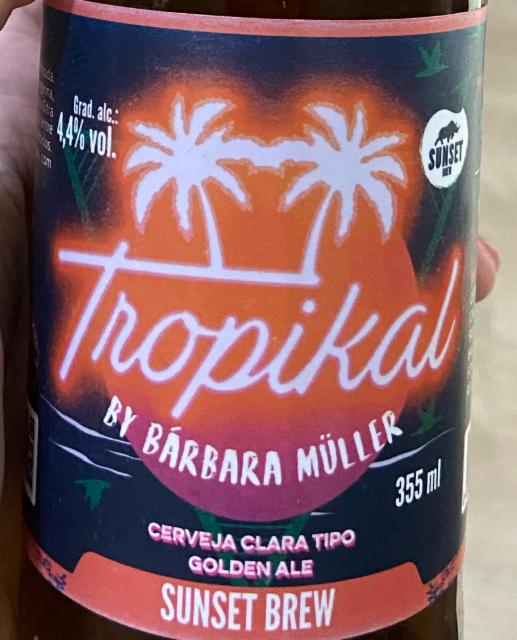 Grad. alc.:
4,4% vol.
SUNSET
BREW
Tropikal
BY BÁRBARA MÜLLER
355 ml
CERVEJA CLARA TIPO
GOLDEN ALE
SUNSET BREW